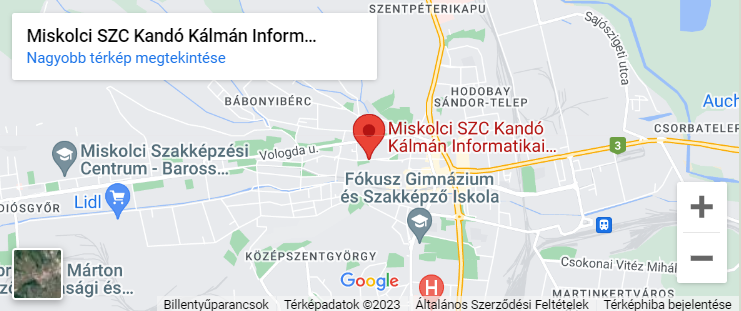 SZENTPÉTERIKAPU
Miskolci SZC Kandó Kálmán Inform…
Nagyobb térkép megtekintése
Sajószigeti utca
HODOBAY
SÁNDOR-TELEP
BÁBONYIBÉRC
Auch
Miskolci SZC Kandó
Kálmán Informatikai…
CSORBATELEP
3
Vologda u.
Miskolci Szakképzési
Centrum - Baross…
Fókusz Gimnázium
és Szakképző Iskola
Lidl
DIÓSGYŐR
KÖZÉPSZENTGYÖRGY
Csokonai Vitéz Mihál
Márton
sági és…
Google
H
MARTINKERTVÁROS
Billentyűparancsok
Térképadatok ©2023
Általános Szerződési Feltételek
Térképhiba bejelentése